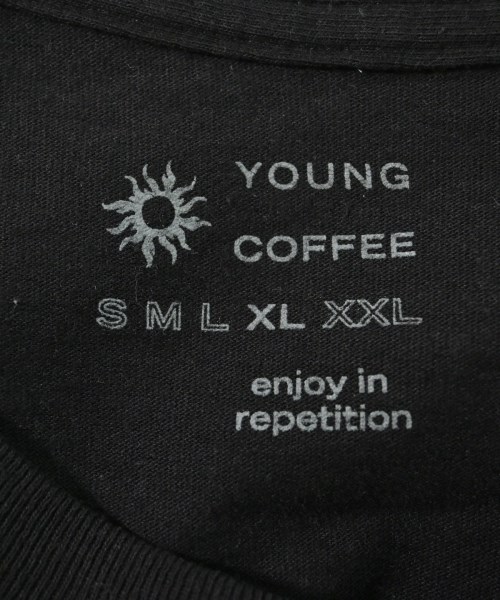 YOUNG
COFFEE
S M L XL XXL
enjoy in
repetition